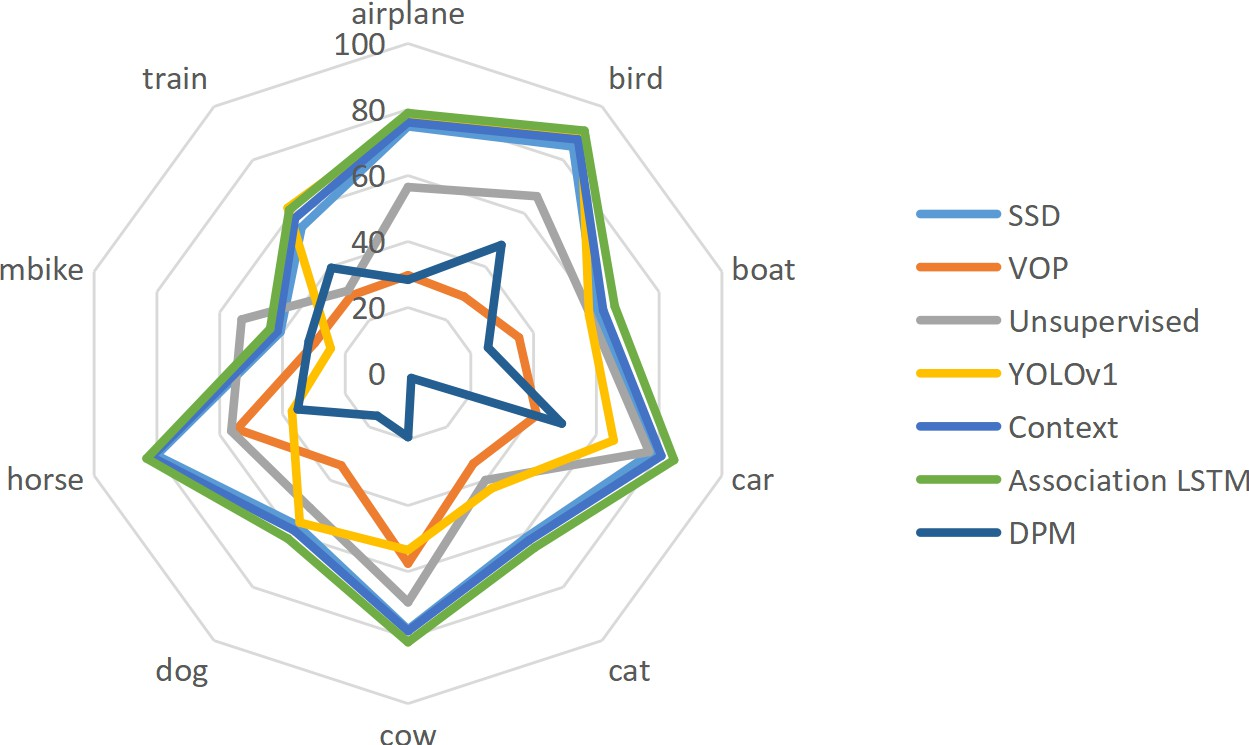 airplane
100
train
bird
80
60
40
mbike
boat
20
0
horse
car
dog
cat
cow
SSD
VOP
Unsupervised
YOLOv1
Context
Association LSTM
DPM